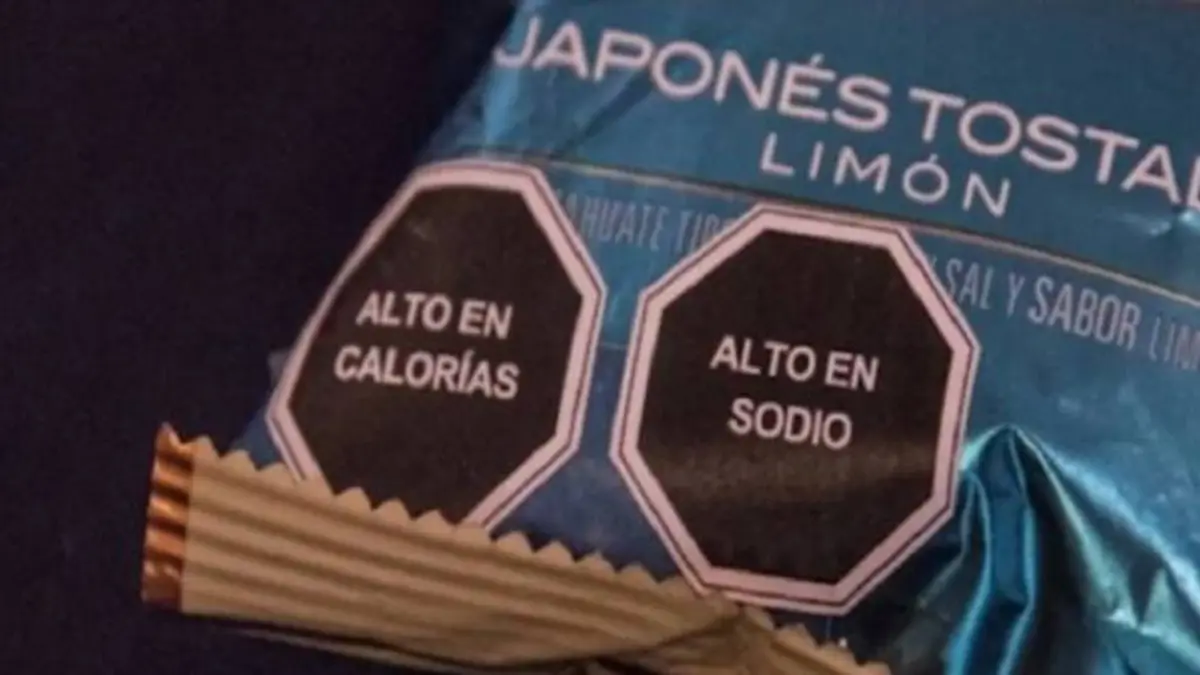 JAPONÉS TOSTAD
LIMÓN
SAL Y SABOR
ALTO EN
CALORÍAS
ALTO EN
SODIO